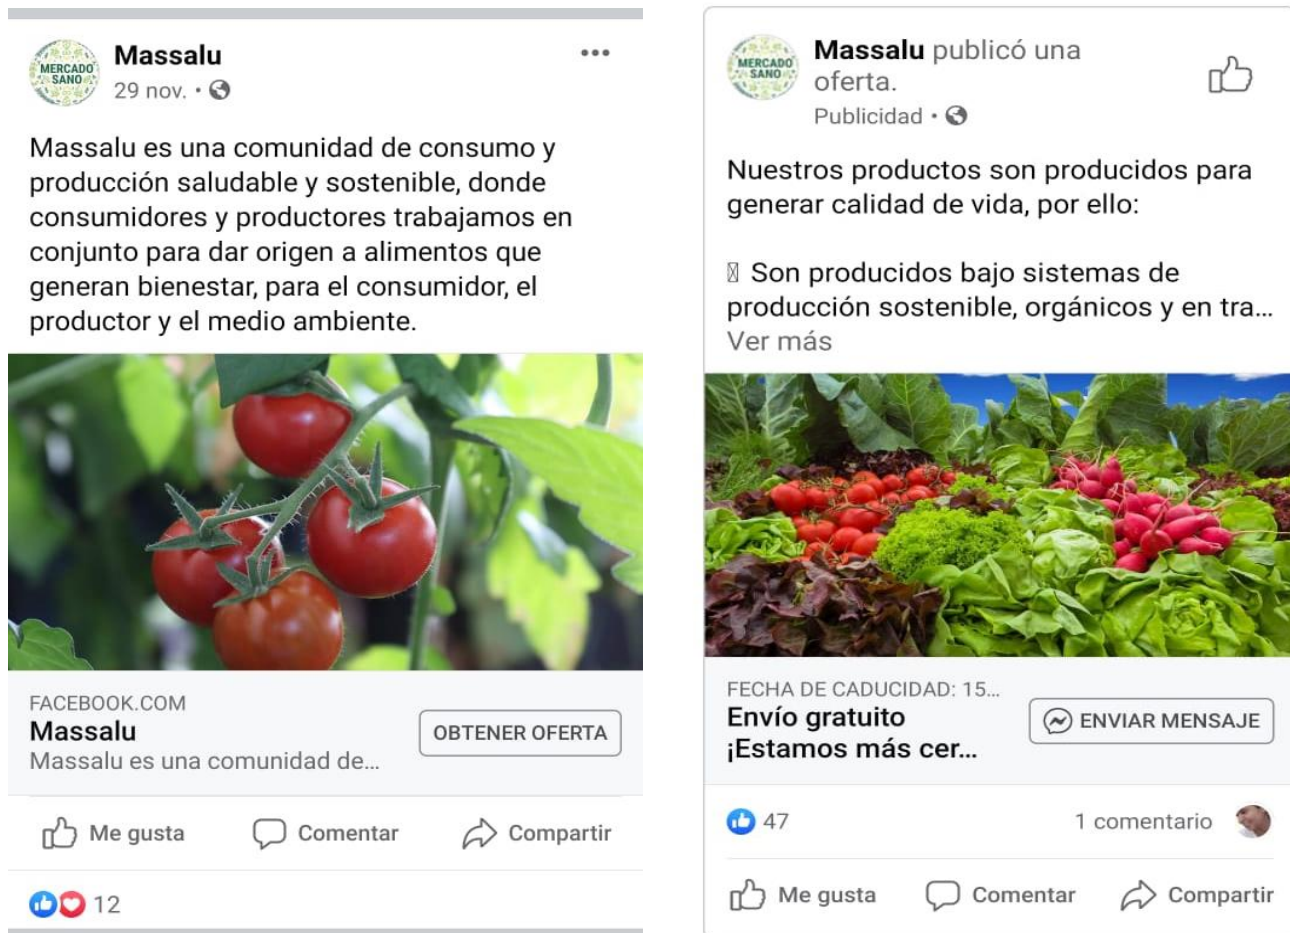 MERCADO
SANO
Massalu
29 nov. •
Massalu es una comunidad de consumo y
producción saludable y sostenible, donde
consumidores y productores trabajamos en
conjunto para dar origen a alimentos que
generan bienestar, para el consumidor, el
productor y el medio ambiente.
FACEBOOK.COM
Massalu
Massalu es una comunidad de...
OBTENER OFERTA
Me gusta
Comentar
Compartir
12
MERCADO
SANO
Massalu publicó una
oferta.
Publicidad •
Nuestros productos son producidos para
generar calidad de vida, por ello:
Son producidos bajo sistemas de
producción sostenible, orgánicos y en tra...
Ver más
FECHA DE CADUCIDAD: 15...
Envío gratuito
¡Estamos más cer...
ENVIAR MENSAJE
47
1 comentario
Me gusta
Comentar
Compartir